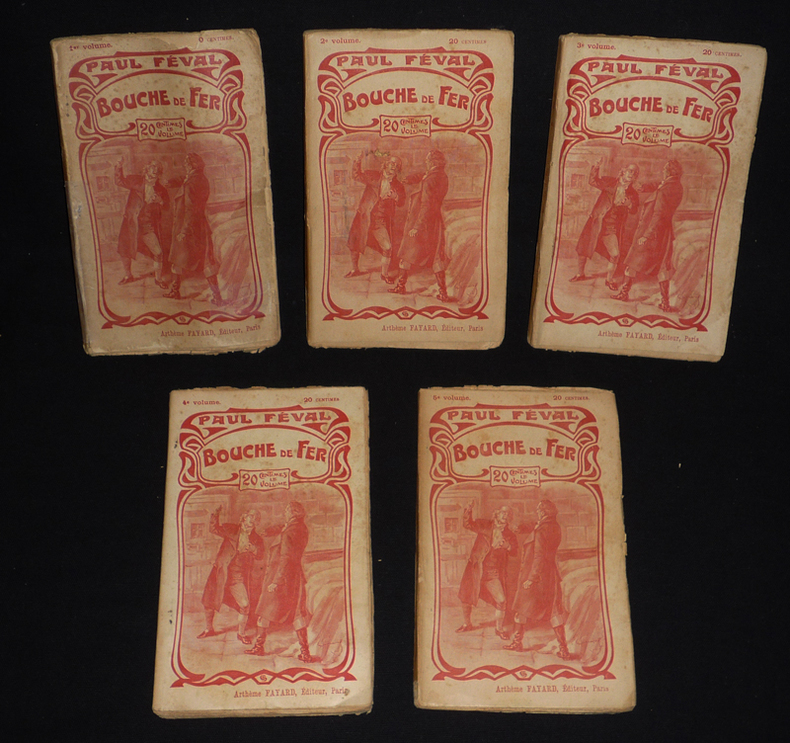 1er volume.
CENTIMES.
PAUL FÉVAL
BOUCHE DE FER
20 CENTIMES
LE
VOLUME
Arthème FAYARD, Éditeur, Paris
2e volume.
20 CENTIMES
PAUL FÉVAL
BOUCHE DE FER
20 CENTIMES
LE
VOLUME
Arthème FAYARD, Éditeur, Paris
3e volume.
20 CENTIMES
PAUL FÉVAL
BOUCHE DE FER
20 CENTIMES
LE
VOLUME
Arthème FAYARD, Éditeur, Paris
4e volume.
20 CENTIMES
PAUL FÉVAL
BOUCHE DE FER
20 CENTIMES
LE
VOLUME
Arthème FAYARD, Éditeur, Paris
volume.
20 CENTIMES
PAUL FÉVAL
BOUCHE DE FER
20 CENTIMES
LE
VOLUME
Arthème FAYARD, Éditeur, Paris